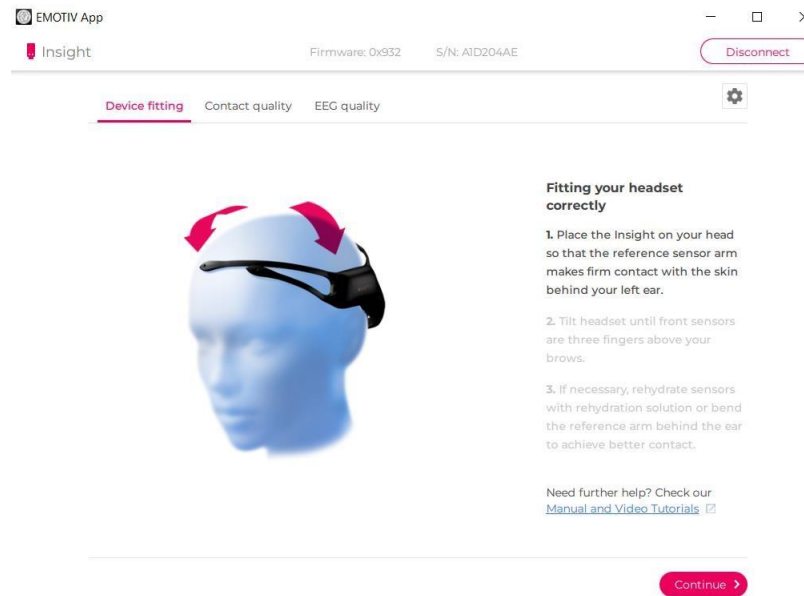 EMOTIV App
Insight
Firmware: 0x932
S/N: A1D204AE
Disconnect
Device fitting
Contact quality
EEG quality
Fitting your headset
correctly
1. Place the Insight on your head
so that the reference sensor arm
makes firm contact with the skin
behind your left ear.
2. Tilt headset until front sensors
are three fingers above your
brows.
3. If necessary, rehydrate sensors
with rehydration solution or bend
the reference arm behind the ear
to achieve better contact.
Need further help? Check our
Manual and Video Tutorials
Continue